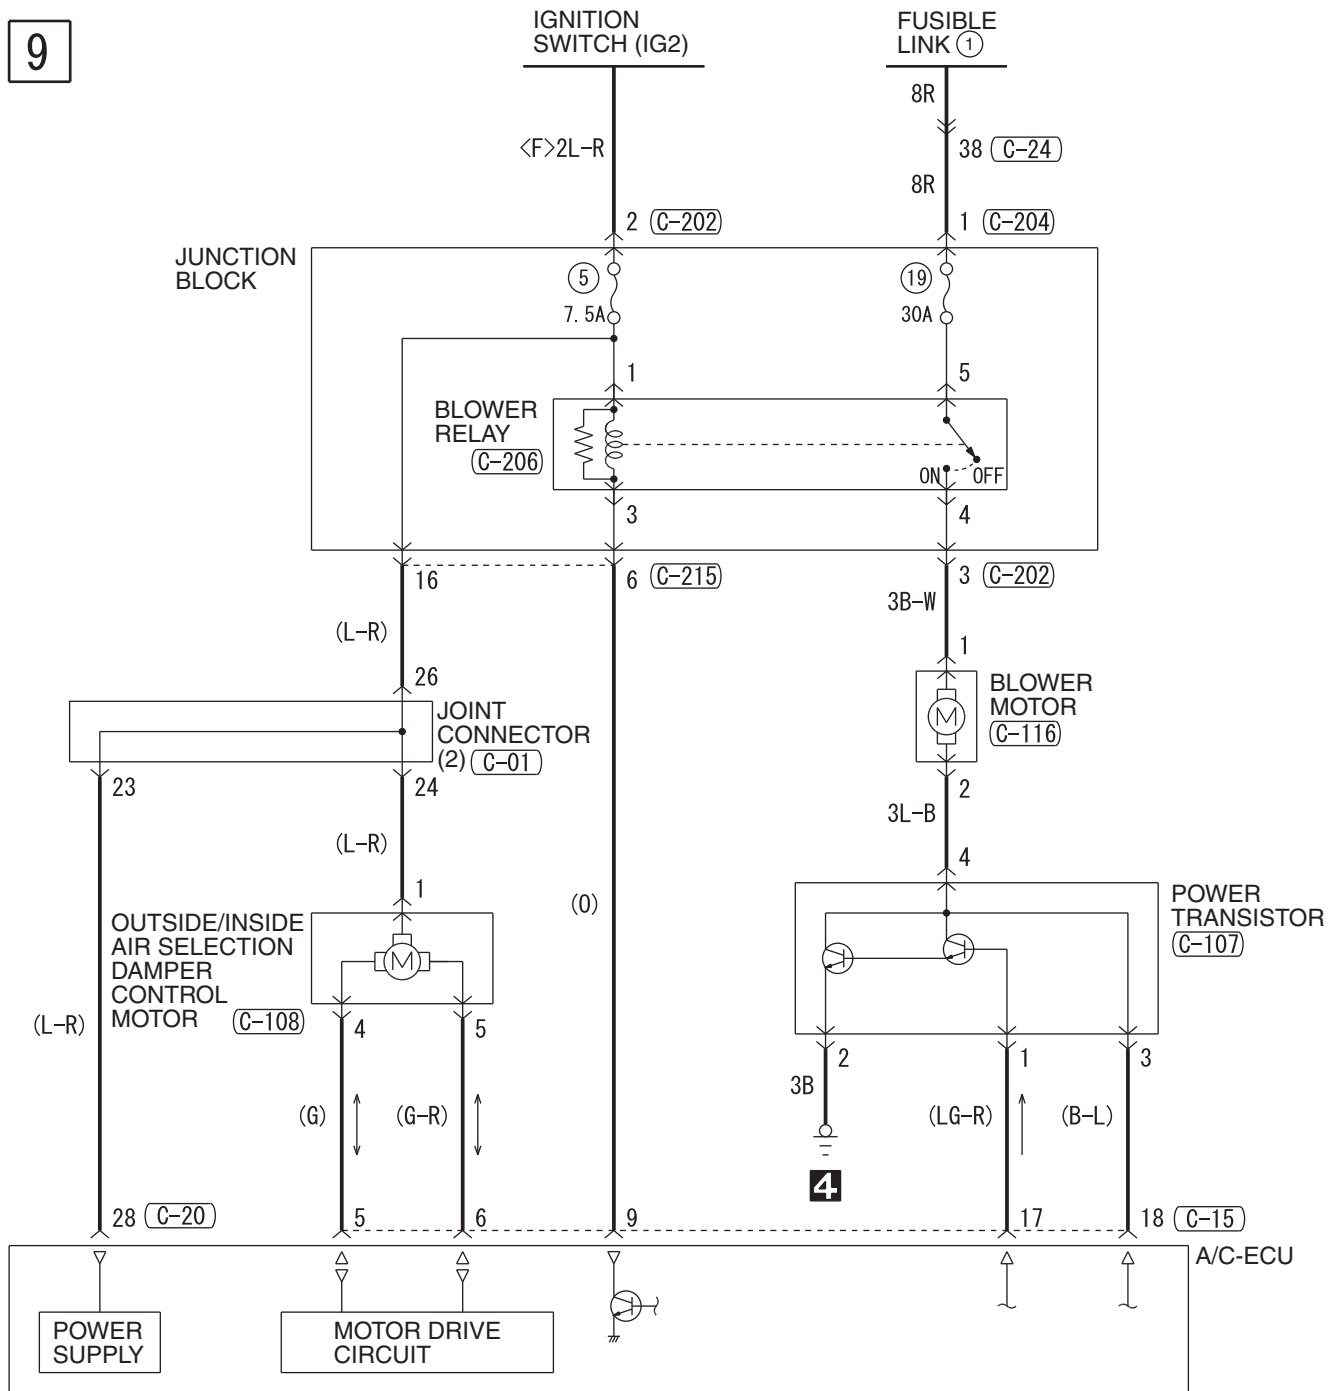 9
IGNITION
SWITCH (IG2)
FUSIBLE
LINK 1
8R
<F>2L-R
38 C-24
8R
2 C-202
1 C-204
JUNCTION
BLOCK
5
7.5A
19
30A
1
5
BLOWER
RELAY
C-206
ON
OFF
3
4
16
6 C-215
3 C-202
3B-W
(L-R)
1
26
BLOWER
MOTOR
C-116
M
JOINT
CONNECTOR
(2) C-01
23
24
2
3L-B
(L-R)
4
1
(O)
POWER
TRANSISTOR
C-107
OUTSIDE/INSIDE
AIR SELECTION
DAMPER
CONTROL
MOTOR C-108
M
(L-R)
4
5
2
1
3
3B
(G)
(G-R)
(LG-R)
(B-L)
4
28 C-20
5
6
9
17
18 C-15
A/C-ECU
POWER
SUPPLY
MOTOR DRIVE
CIRCUIT